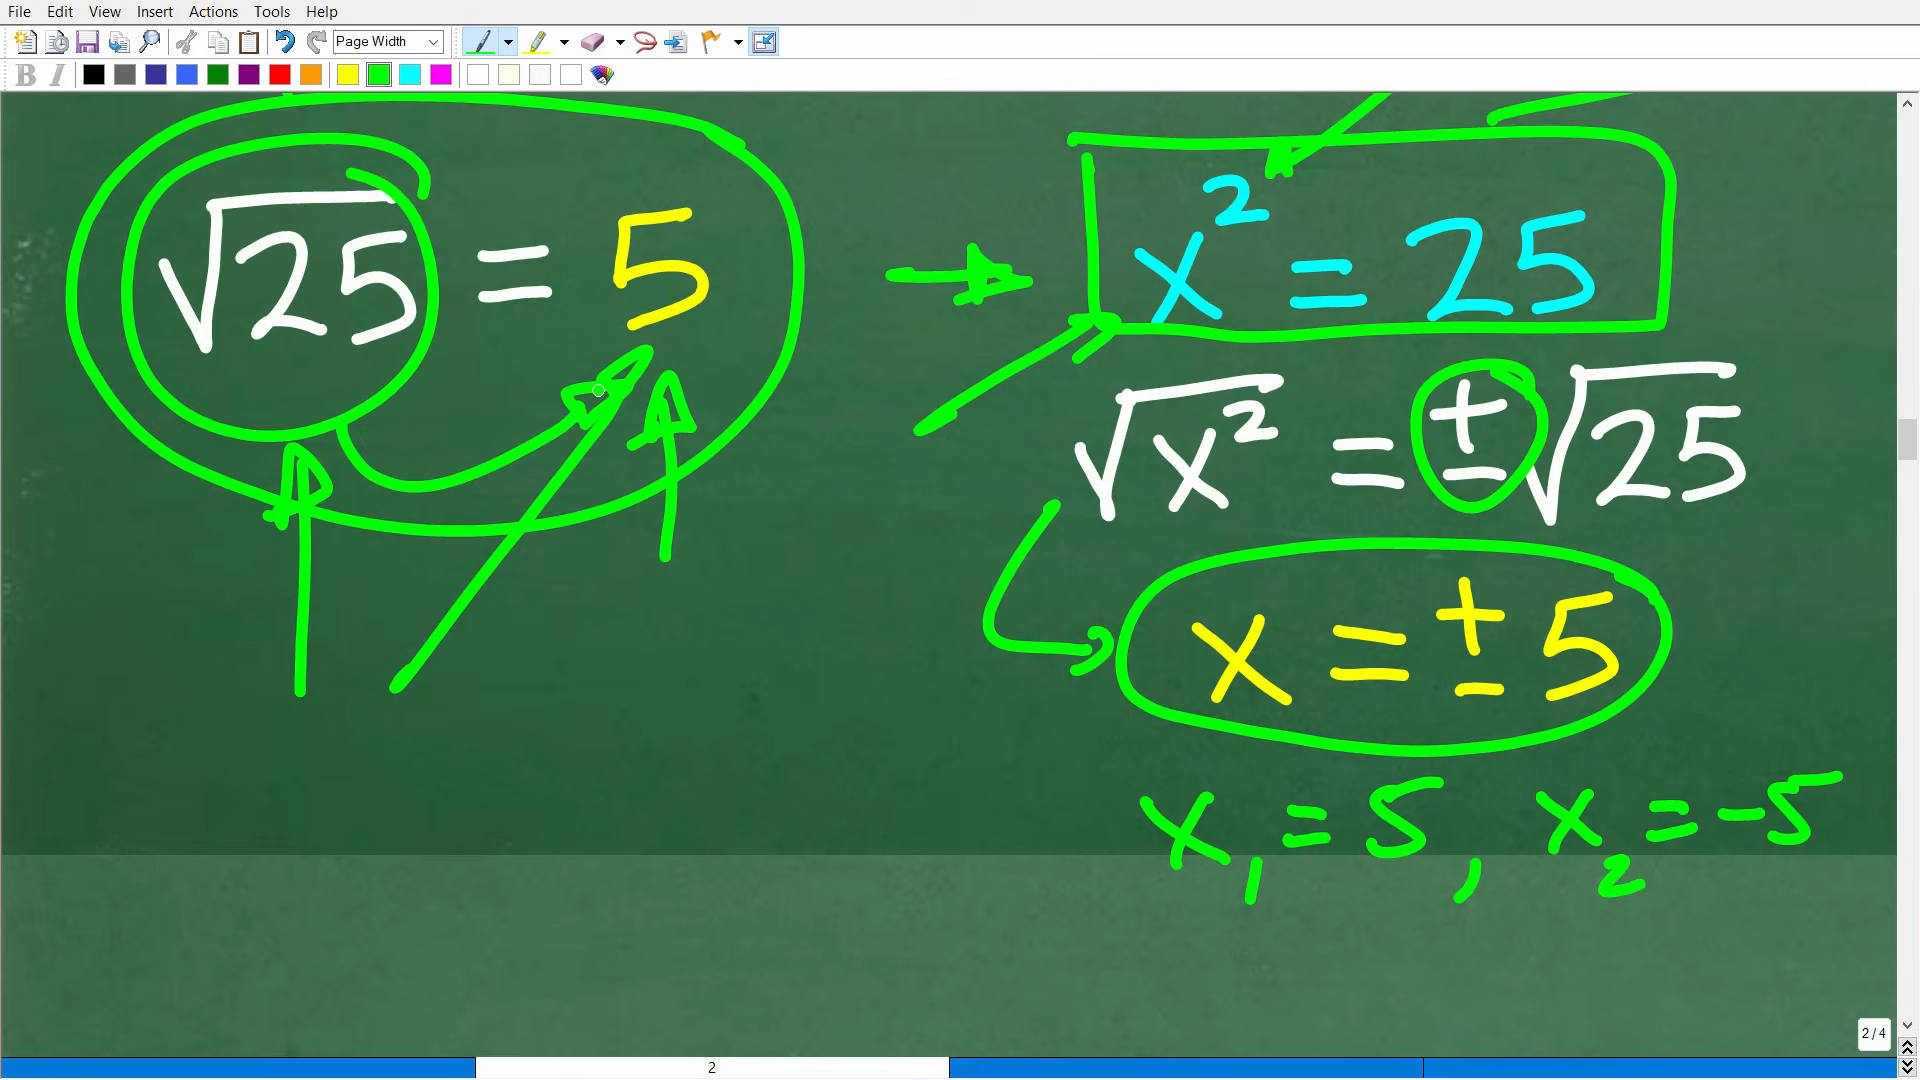 File Edit View Insert Actions Tools Help
Page Width
B I
√25 = 5
x² = 25
√x² = ±√25
x = ±5
x₁ = 5, x₂ = -5
2 / 4
2